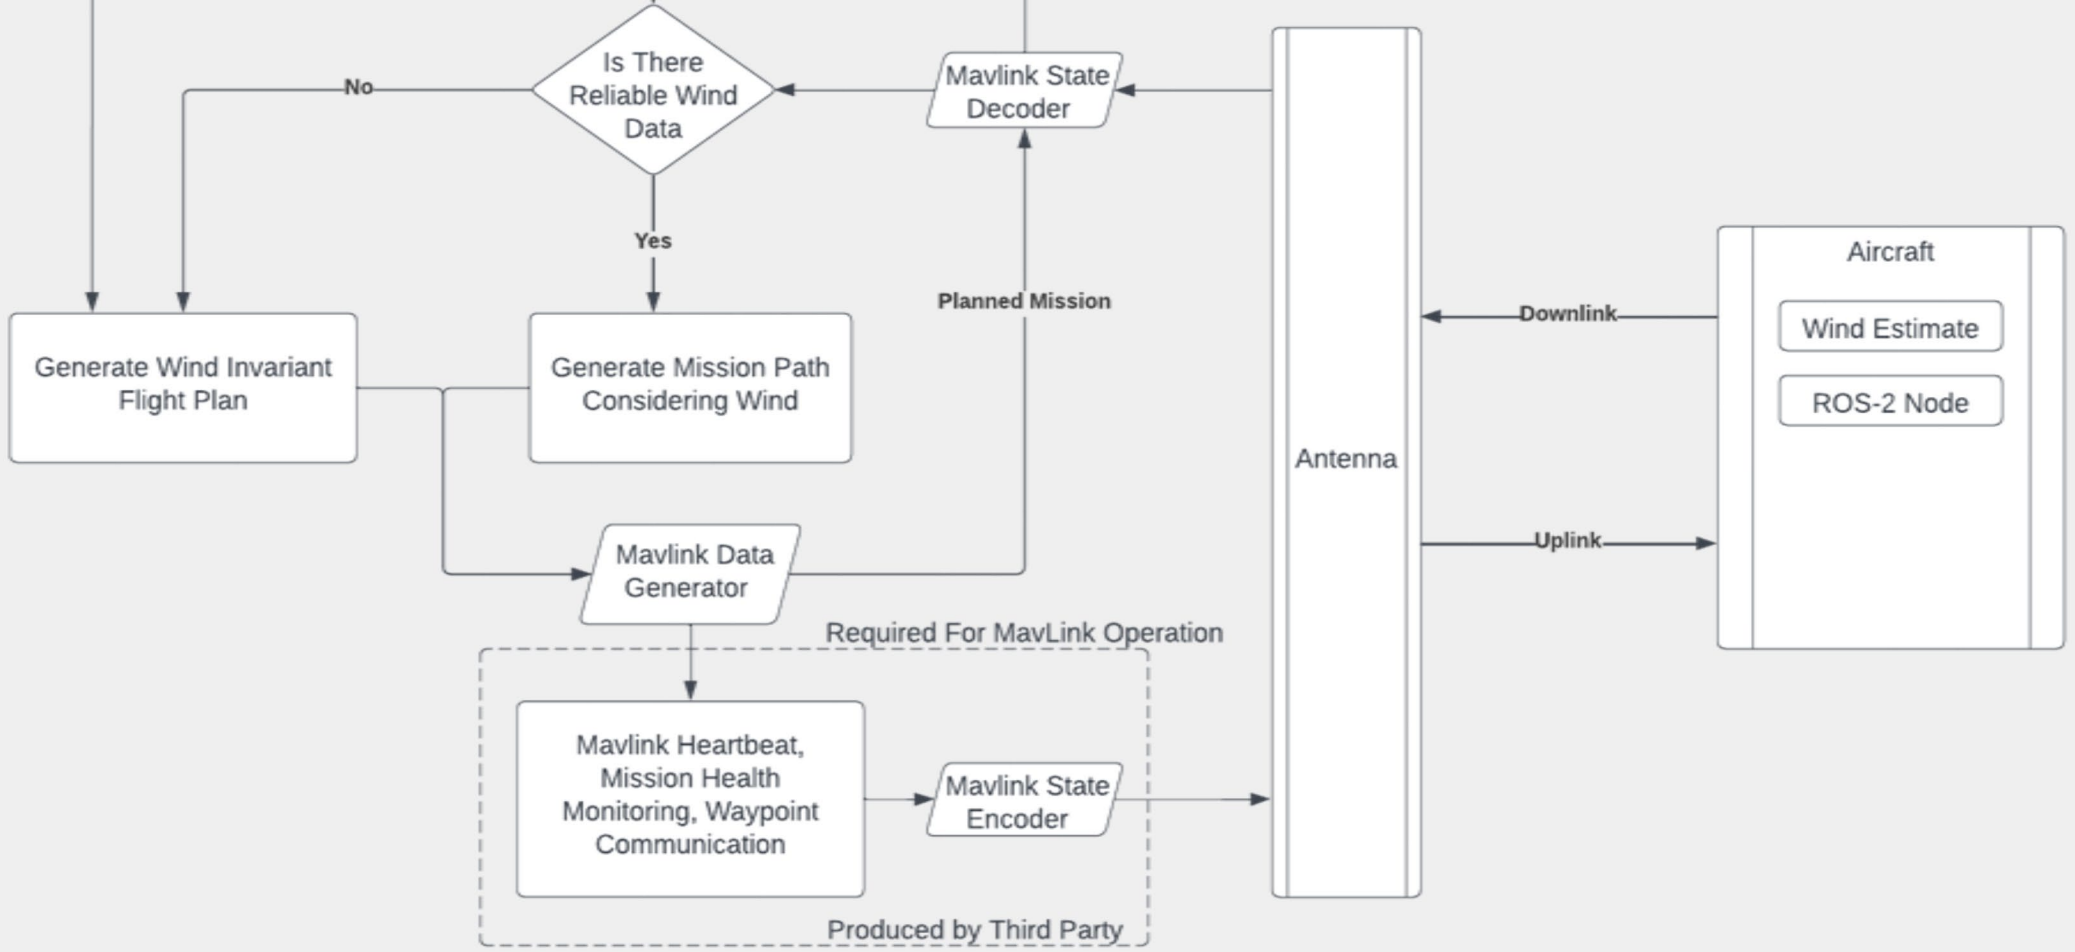 Is There
Reliable Wind
Data
No
Yes
Mavlink State
Decoder
Planned Mission
Generate Wind Invariant
Flight Plan
Generate Mission Path
Considering Wind
Mavlink Data
Generator
Required For MavLink Operation
Mavlink Heartbeat,
Mission Health
Monitoring, Waypoint
Communication
Mavlink State
Encoder
Produced by Third Party
Antenna
Downlink
Uplink
Aircraft
Wind Estimate
ROS-2 Node